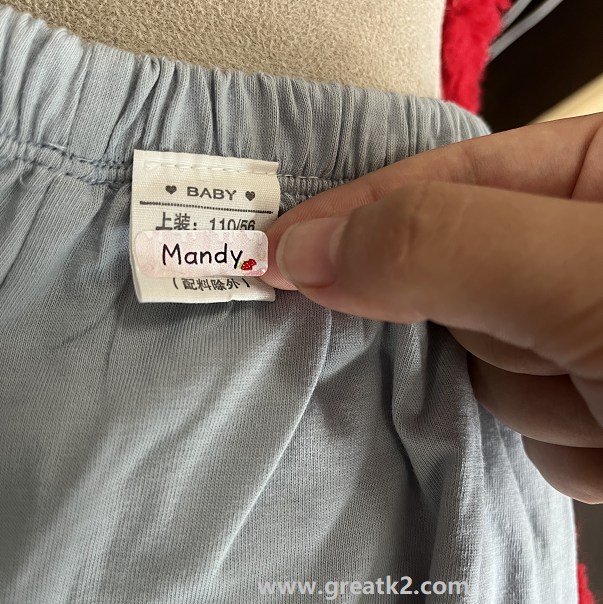 ♥ BABY ♥
上装：110/56
Mandy
（配料除外）
www.greatk2.com